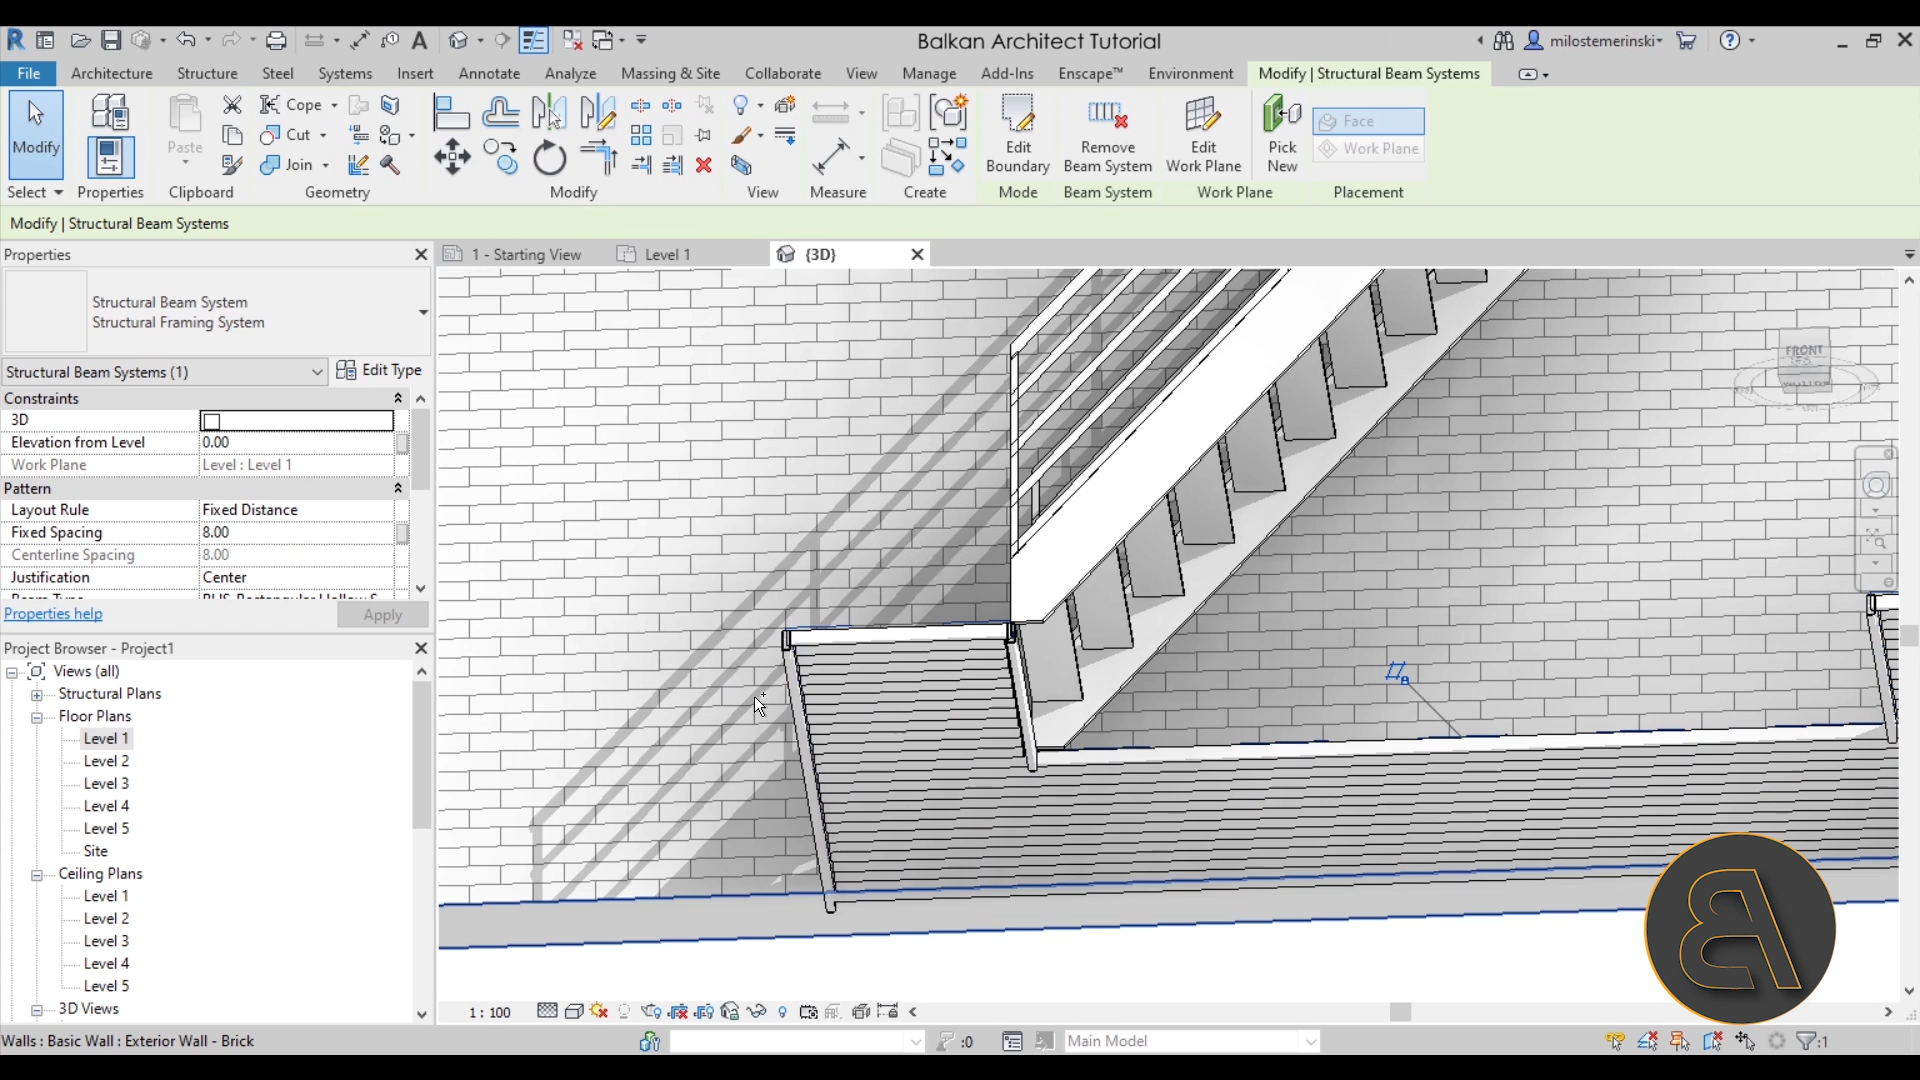 Balkan Architect Tutorial
milostemerinski
File Architecture Structure Steel Systems Insert Annotate Analyze Massing & Site Collaborate View Manage Add-Ins Enscape™ Environment Modify | Structural Beam Systems
Modify
Paste
Cope
Cut
Join
Edit Boundary
Remove Beam System
Edit Work Plane
Pick New
Face
Work Plane
Select Properties Clipboard Geometry Modify View Measure Create Mode Beam System Work Plane Placement
Modify | Structural Beam Systems
Properties
1 - Starting View
Level 1
{3D}
Structural Beam System
Structural Framing System
Structural Beam Systems (1)
Edit Type
Constraints
3D
Elevation from Level 0.00
Work Plane Level : Level 1
Pattern
Layout Rule Fixed Distance
Fixed Spacing 8.00
Centerline Spacing 8.00
Justification Center
Properties help
Apply
Project Browser - Project1
Views (all)
Structural Plans
Floor Plans
Level 1
Level 2
Level 3
Level 4
Level 5
Site
Ceiling Plans
Level 1
Level 2
Level 3
Level 4
Level 5
3D Views
FRONT
1 : 100
Walls : Basic Wall : Exterior Wall - Brick
:0
Main Model
:1